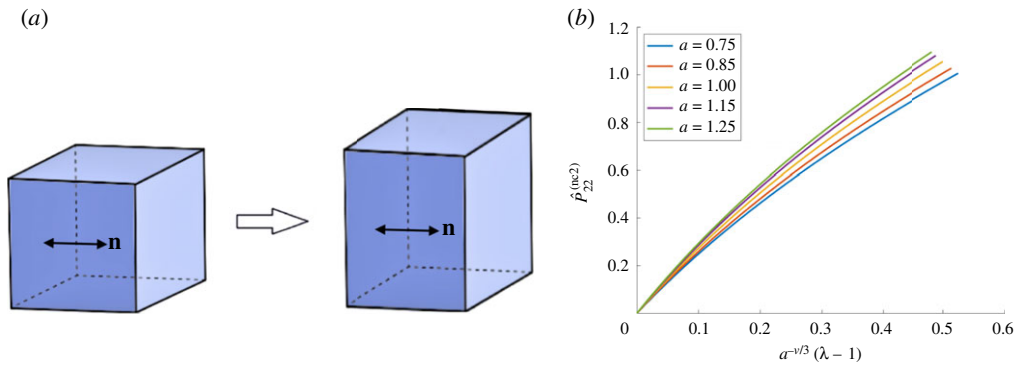 (a)
n
n
(b)
1.2
1.0
0.8
0.6
0.4
0.2
0
0.1
0.2
0.3
0.4
0.5
0.6
a = 0.75
a = 0.85
a = 1.00
a = 1.15
a = 1.25
P̂₂₂⁽ⁿᶜ²⁾
a^{–ν/3} (λ – 1)